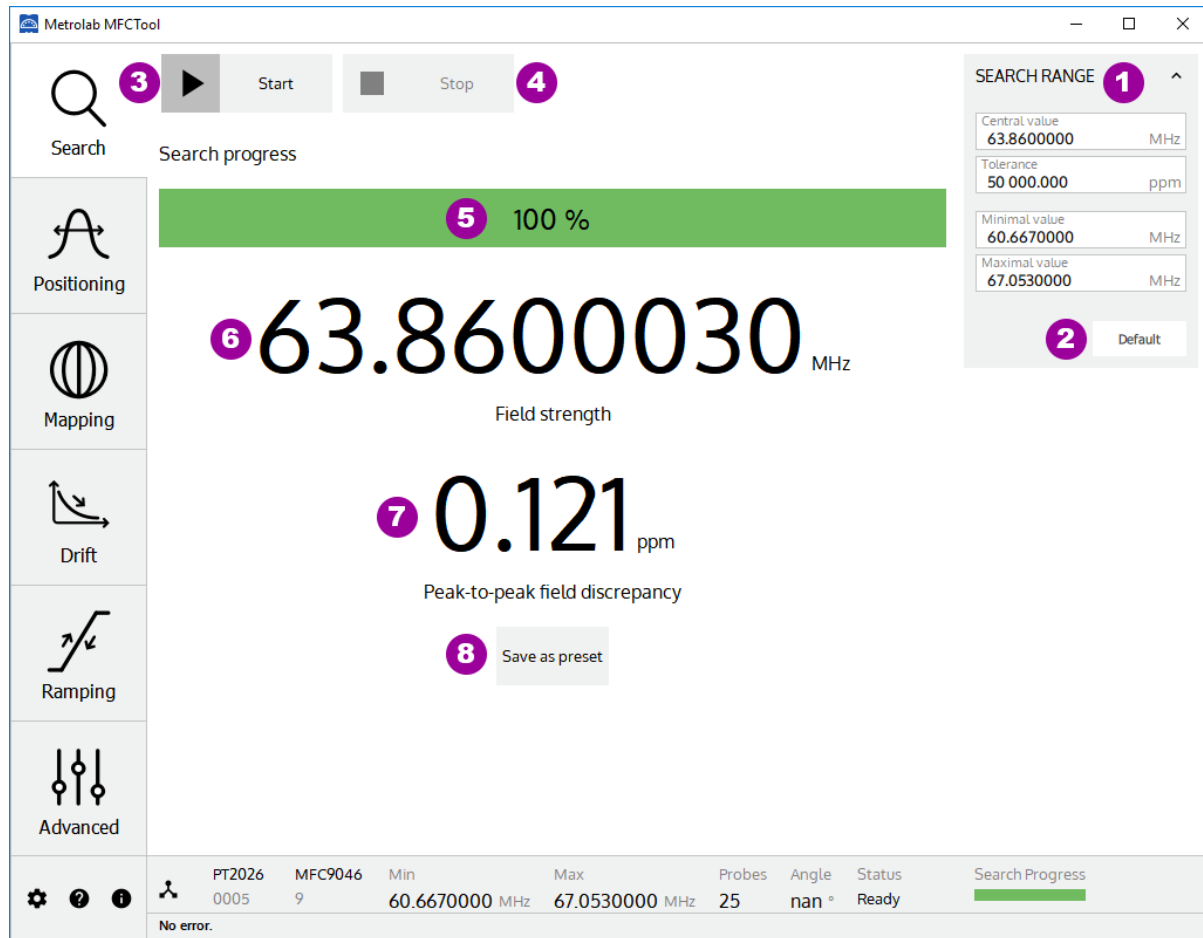 Metrolab MFCTool
Search
Positioning
Mapping
Drift
Ramping
Advanced
3 Start
Stop 4
Search progress
5 100 %
6 63.8600030 MHz
Field strength
7 0.121 ppm
Peak-to-peak field discrepancy
8 Save as preset
SEARCH RANGE 1
Central value
63.8600000 MHz
Tolerance
50 000.000 ppm
Minimal value
60.6670000 MHz
Maximal value
67.0530000 MHz
2 Default
PT2026 MFC9046 Min Max Probes Angle Status Search Progress
0005 9 60.6670000 MHz 67.0530000 MHz 25 nan ° Ready
No error.